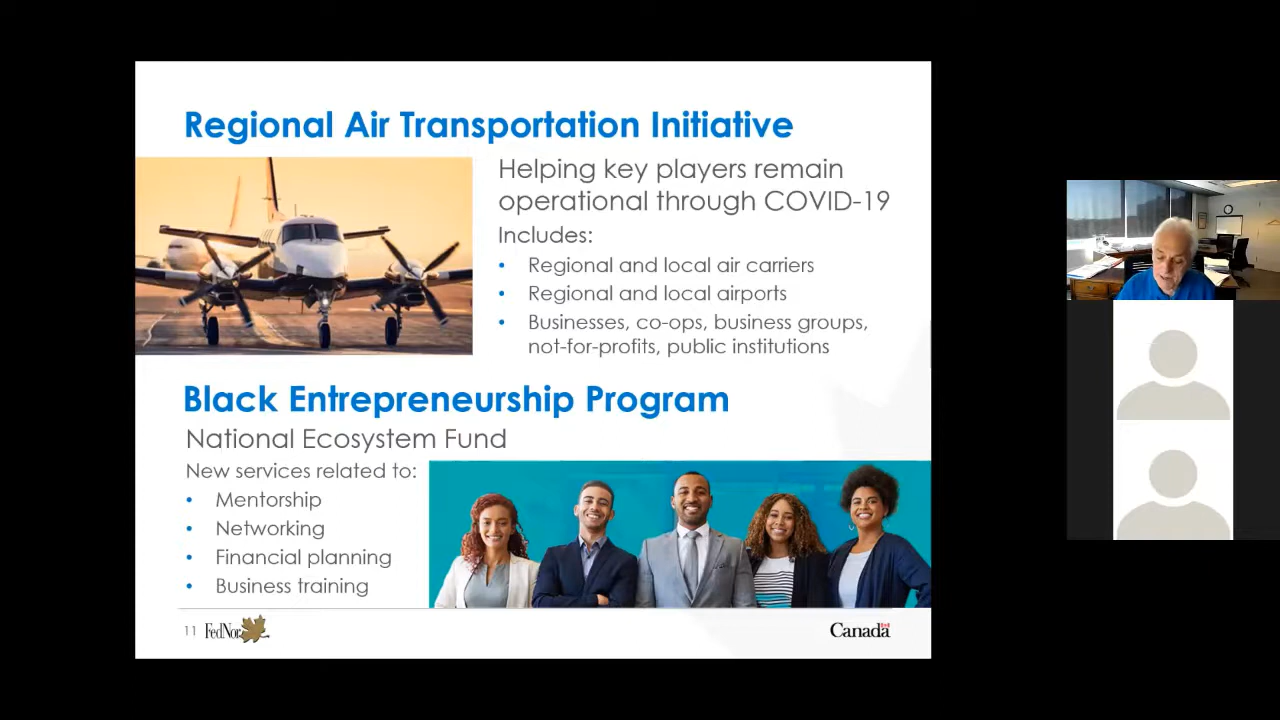 Regional Air Transportation Initiative
Helping key players remain
operational through COVID-19
Includes:
• Regional and local air carriers
• Regional and local airports
• Businesses, co-ops, business groups,
not-for-profits, public institutions
Black Entrepreneurship Program
National Ecosystem Fund
New services related to:
• Mentorship
• Networking
• Financial planning
• Business training
11 FedNor
Canada